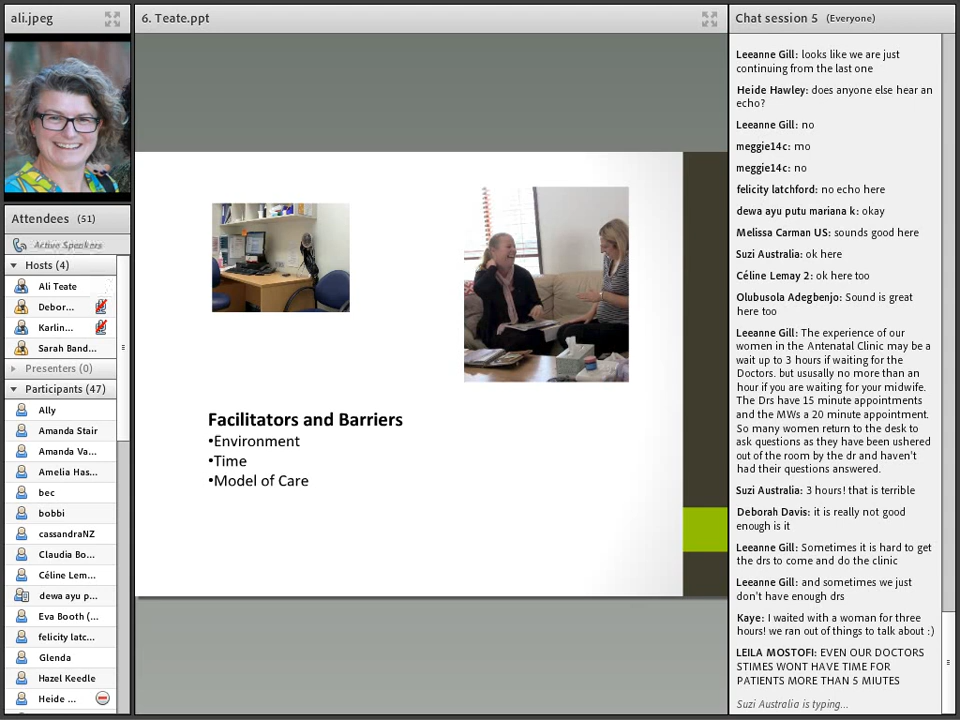 ali.jpeg
6. Teate.ppt
Chat session 5 (Everyone)
Attendees (51)
Active Speakers
Hosts (4)
Ali Teate
Debor...
Karlin...
Sarah Band...
Presenters (0)
Participants (47)
Ally
Amanda Stair
Amanda Va...
Amelia Has...
bec
bobbi
cassandraNZ
Claudia Bo...
Céline Lem...
dewa ayu p...
Eva Booth (...
felicity latc...
Glenda
Hazel Keedle
Heide ...
Facilitators and Barriers
•Environment
•Time
•Model of Care
Leeanne Gill: looks like we are just
continuing from the last one
Heide Hawley: does anyone else hear an
echo?
Leeanne Gill: no
meggie14c: mo
meggie14c: no
felicity latchford: no echo here
dewa ayu putu mariana k: okay
Melissa Carman US: sounds good here
Suzi Australia: ok here
Céline Lemay 2: ok here too
Olubusola Adegbenjo: Sound is great
here too
Leeanne Gill: The experience of our
women in the Antenatal Clinic may be a
wait up to 3 hours if waiting for the
Doctors. but ususally no more than an
hour if you are waiting for your midwife.
The Drs have 15 minute appointments
and the MWs a 20 minute appointment.
So many women return to the desk to
ask questions as they have been ushered
out of the room by the dr and haven't
had their questions answered.
Suzi Australia: 3 hours! that is terrible
Deborah Davis: it is really not good
enough is it
Leeanne Gill: Sometimes it is hard to get
the drs to come and do the clinic
Leeanne Gill: and sometimes we just
don't have enough drs
Kaye: I waited with a woman for three
hours! we ran out of things to talk about :)
LEILA MOSTOFI: EVEN OUR DOCTORS
STIMES WONT HAVE TIME FOR
PATIENTS MORE THAN 5 MIUTES
Suzi Australia is typing...